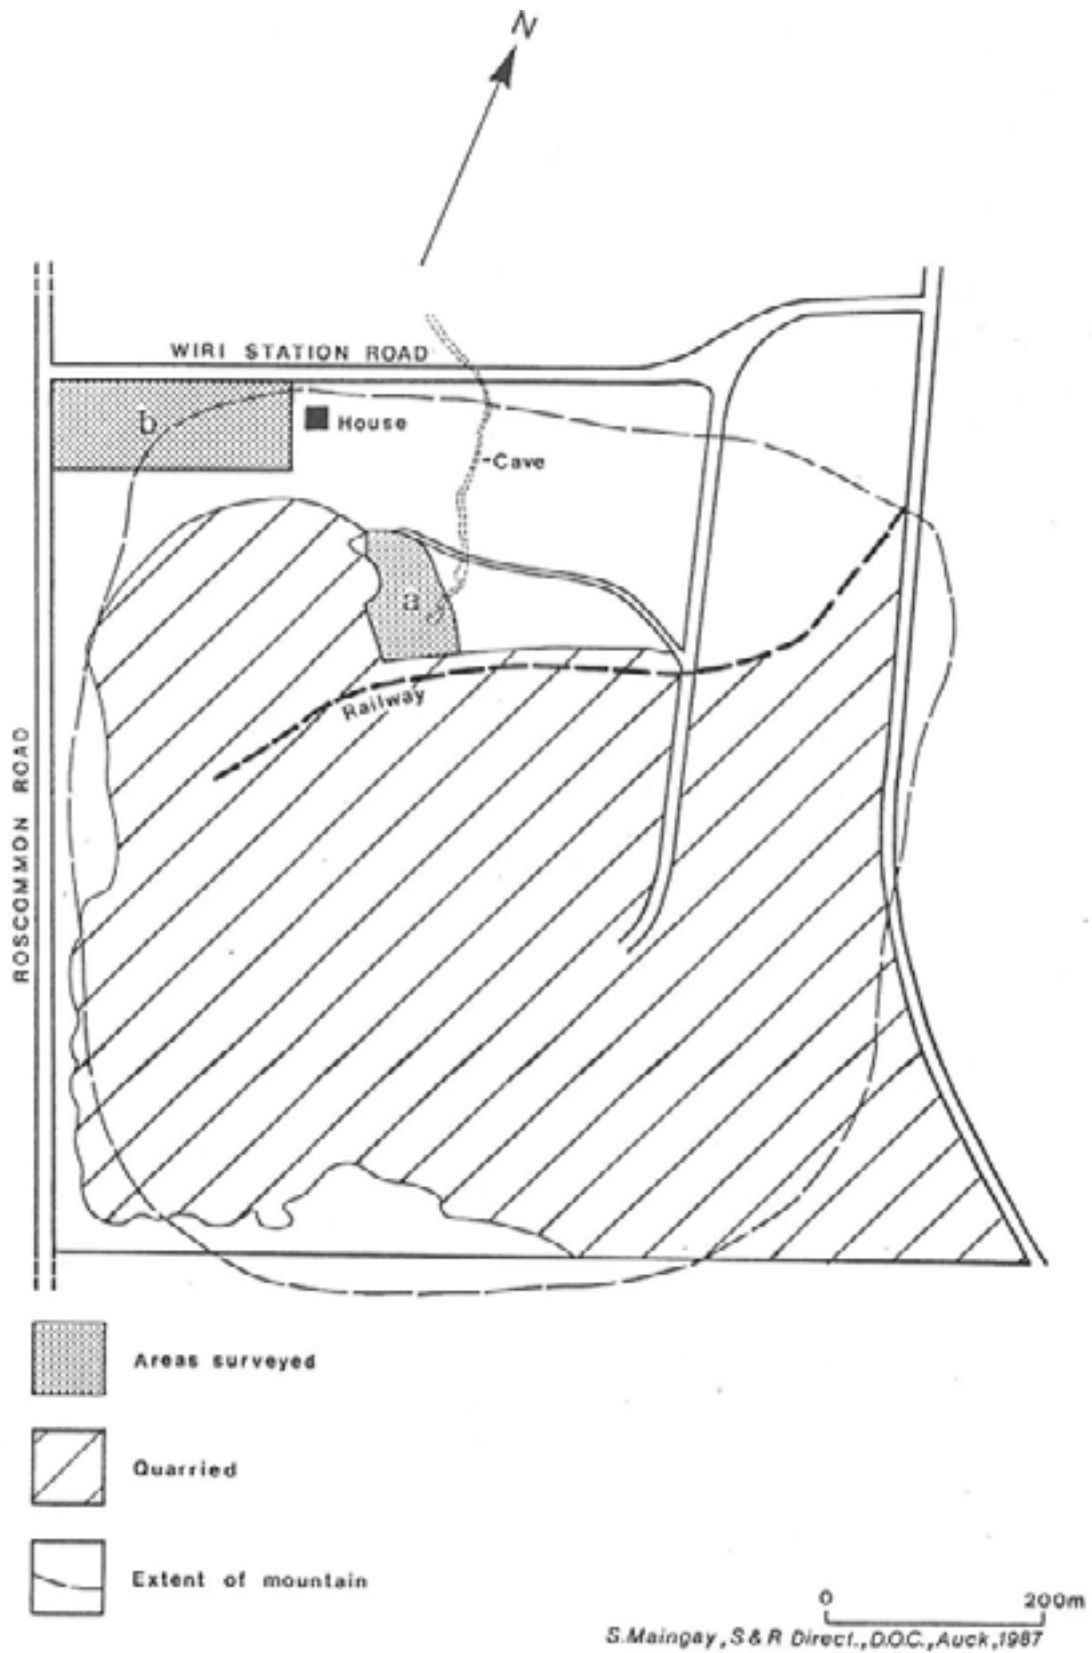 N
WIRI STATION ROAD
b
House
Cave
a
Railway
ROSCOMMON ROAD
Areas surveyed
Quarried
Extent of mountain
0 200m
S.Maingay, S & R Direct., D.O.C., Auck, 1987